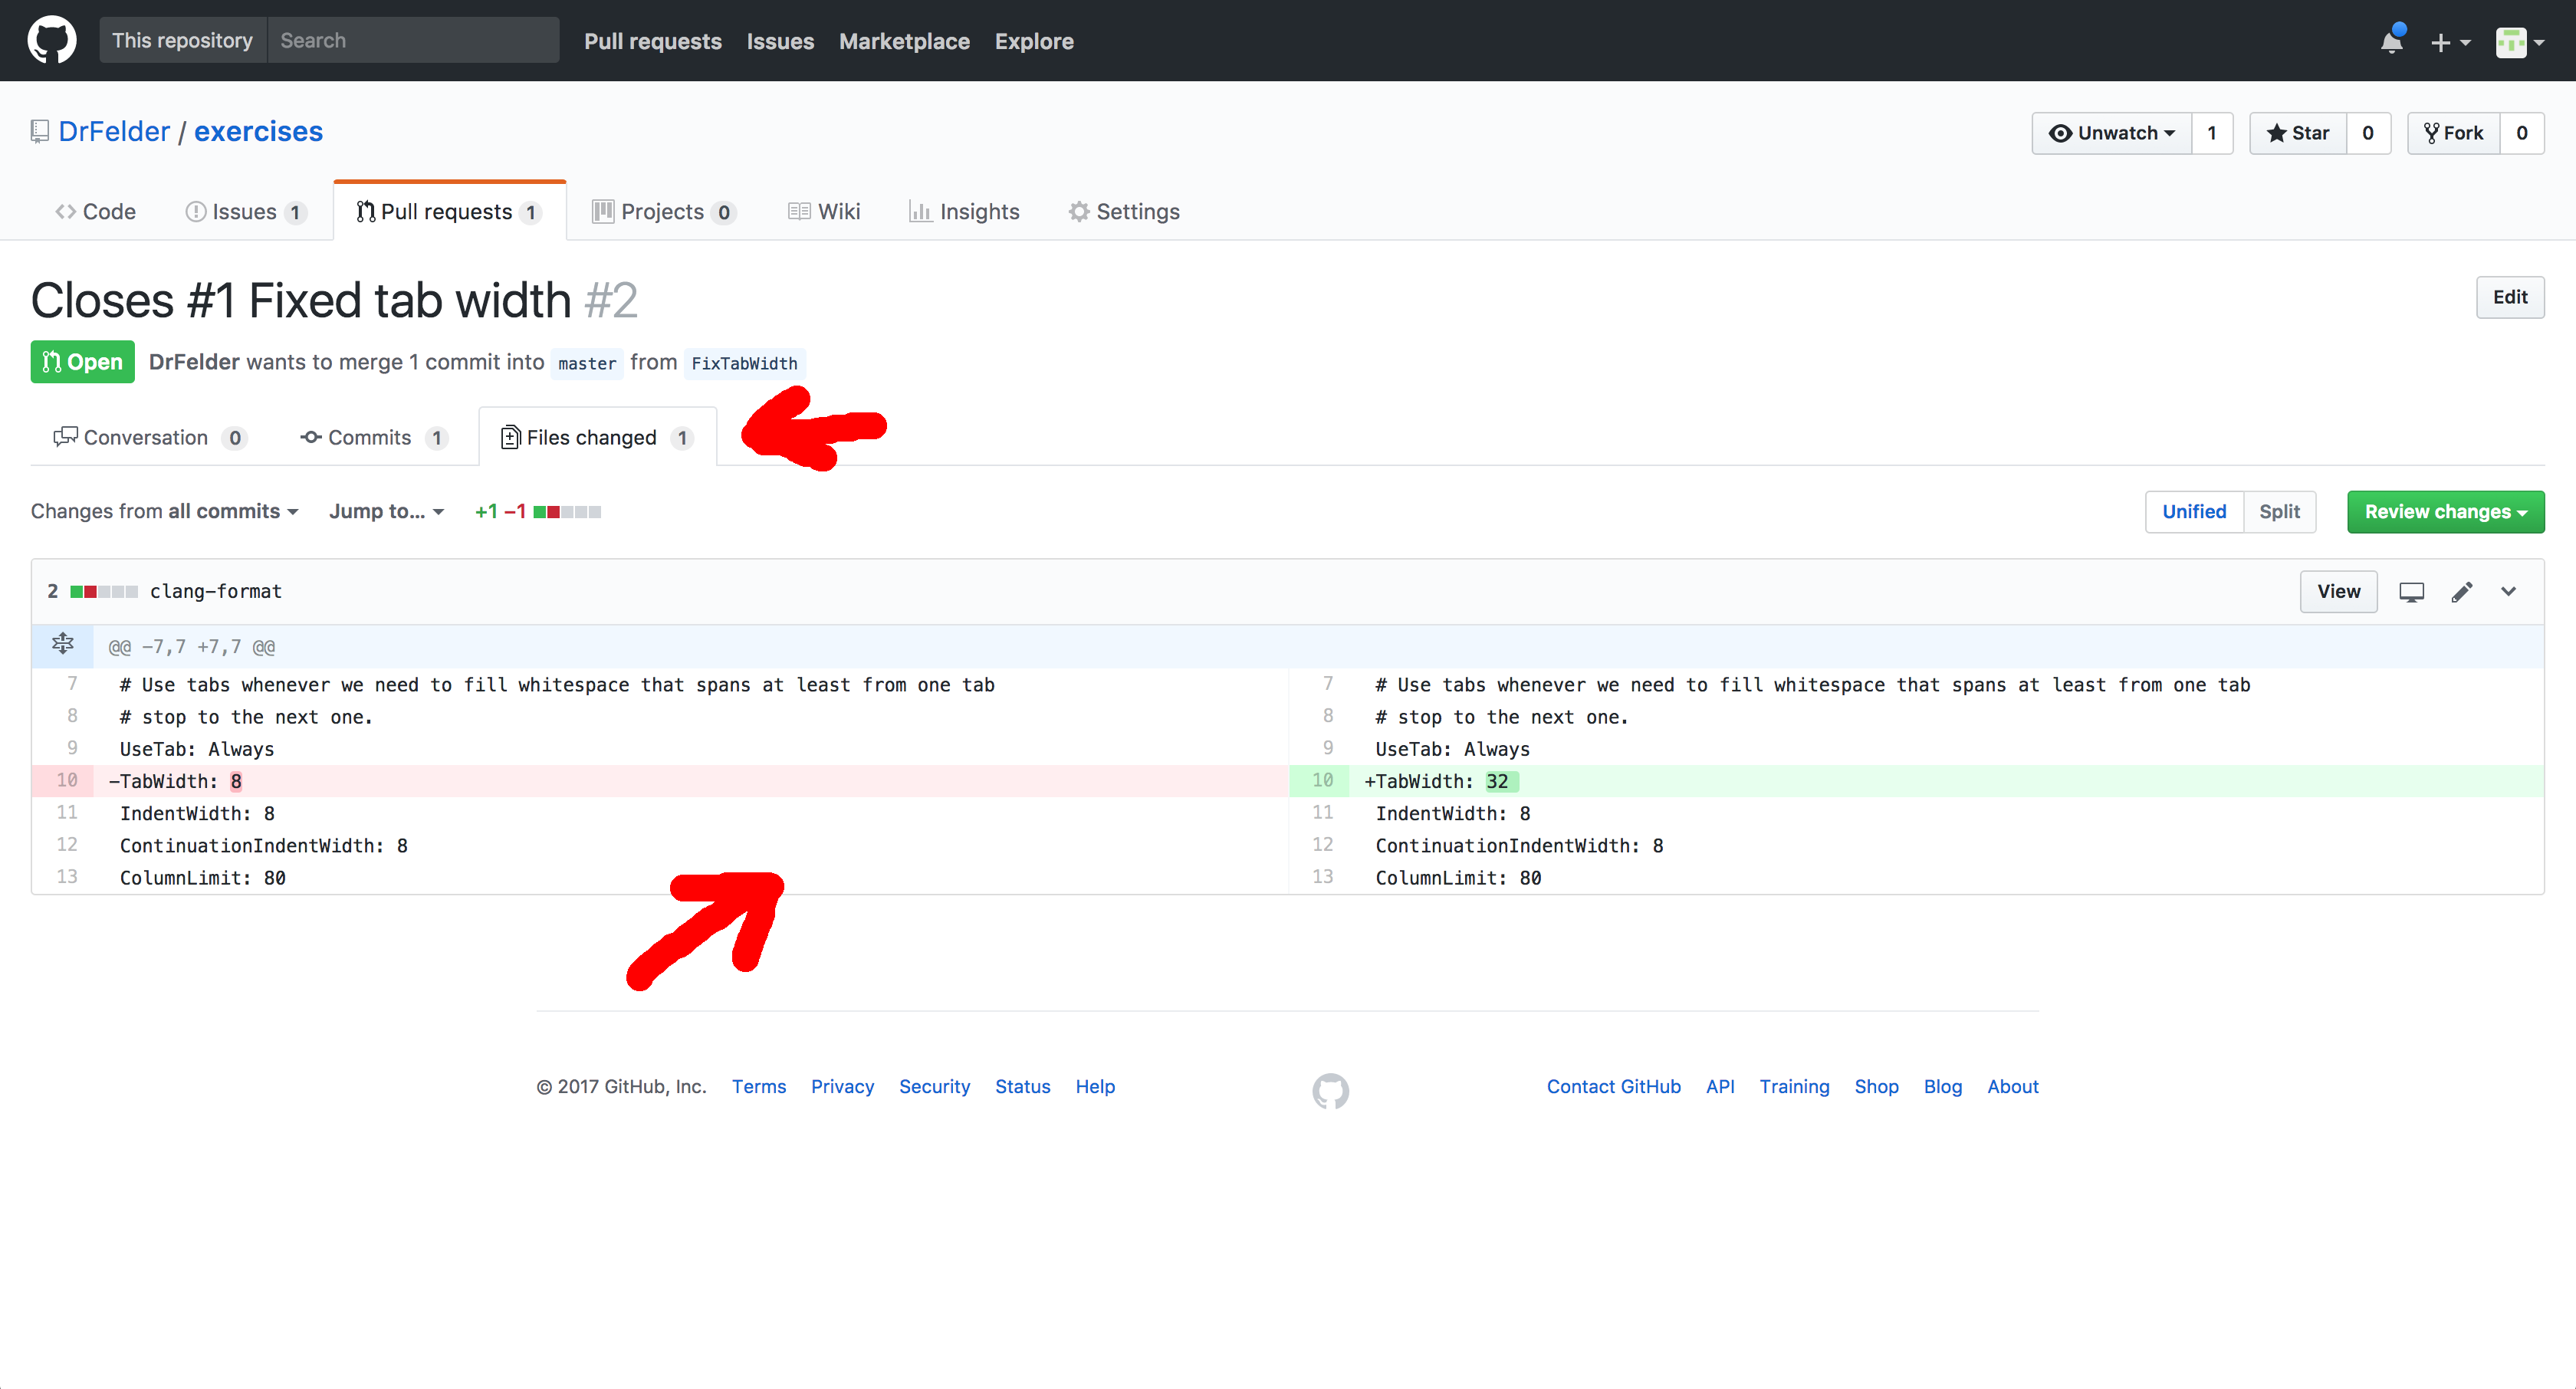 This repository Search Pull requests Issues Marketplace Explore
DrFelder / exercises Unwatch 1 Star 0 Fork 0
Code Issues 1 Pull requests 1 Projects 0 Wiki Insights Settings
Closes #1 Fixed tab width #2 Edit
Open DrFelder wants to merge 1 commit into master from FixTabWidth
Conversation 0 Commits 1 Files changed 1
Changes from all commits Jump to... +1 −1 Unified Split Review changes
2 clang-format View
@@ -7,7 +7,7 @@
7 # Use tabs whenever we need to fill whitespace that spans at least from one tab 7 # Use tabs whenever we need to fill whitespace that spans at least from one tab
8 # stop to the next one. 8 # stop to the next one.
9 UseTab: Always 9 UseTab: Always
10 -TabWidth: 8 10 +TabWidth: 32
11 IndentWidth: 8 11 IndentWidth: 8
12 ContinuationIndentWidth: 8 12 ContinuationIndentWidth: 8
13 ColumnLimit: 80 13 ColumnLimit: 80
© 2017 GitHub, Inc. Terms Privacy Security Status Help Contact GitHub API Training Shop Blog About